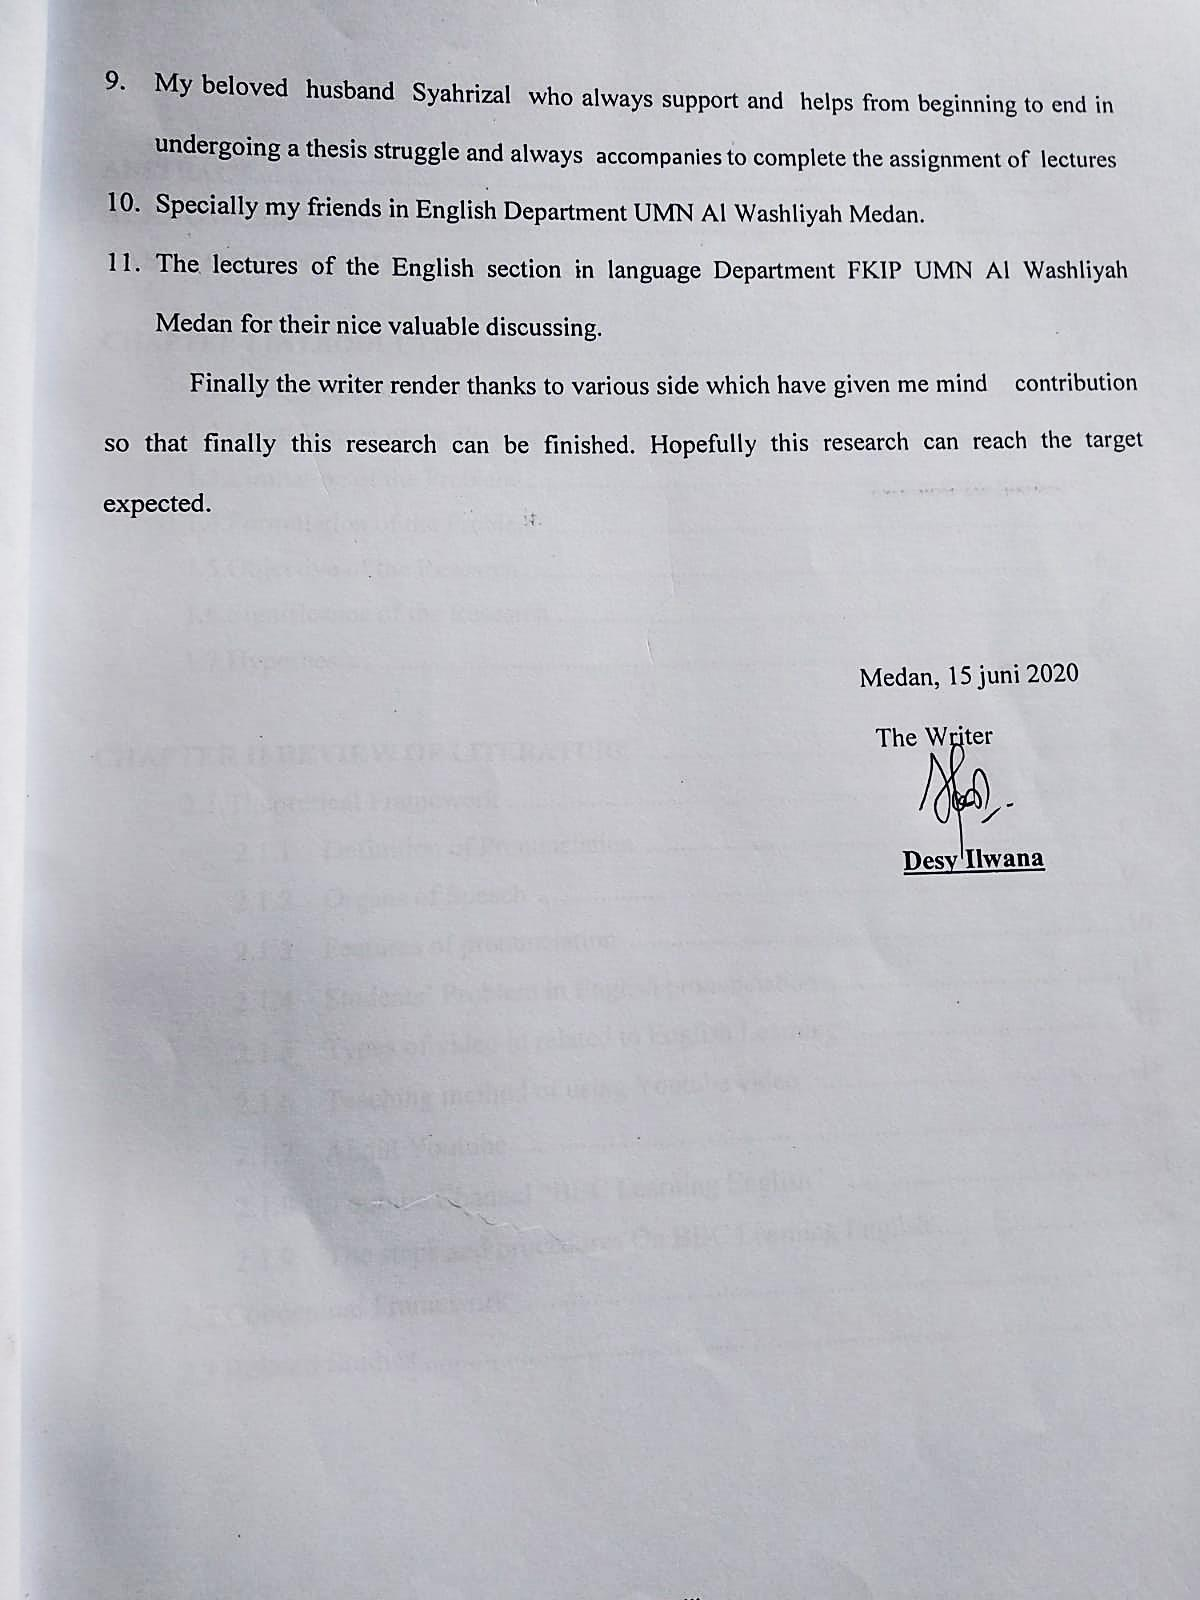 9. My beloved husband Syahrizal who always support and helps from beginning to end in
undergoing a thesis struggle and always accompanies to complete the assignment of lectures
10. Specially my friends in English Department UMN Al Washliyah Medan.
11. The lectures of the English section in language Department FKIP UMN Al Washliyah
Medan for their nice valuable discussing.
Finally the writer render thanks to various side which have given me mind contribution
so that finally this research can be finished. Hopefully this research can reach the target
expected.
Medan, 15 juni 2020
The Writer
Desy Ilwana